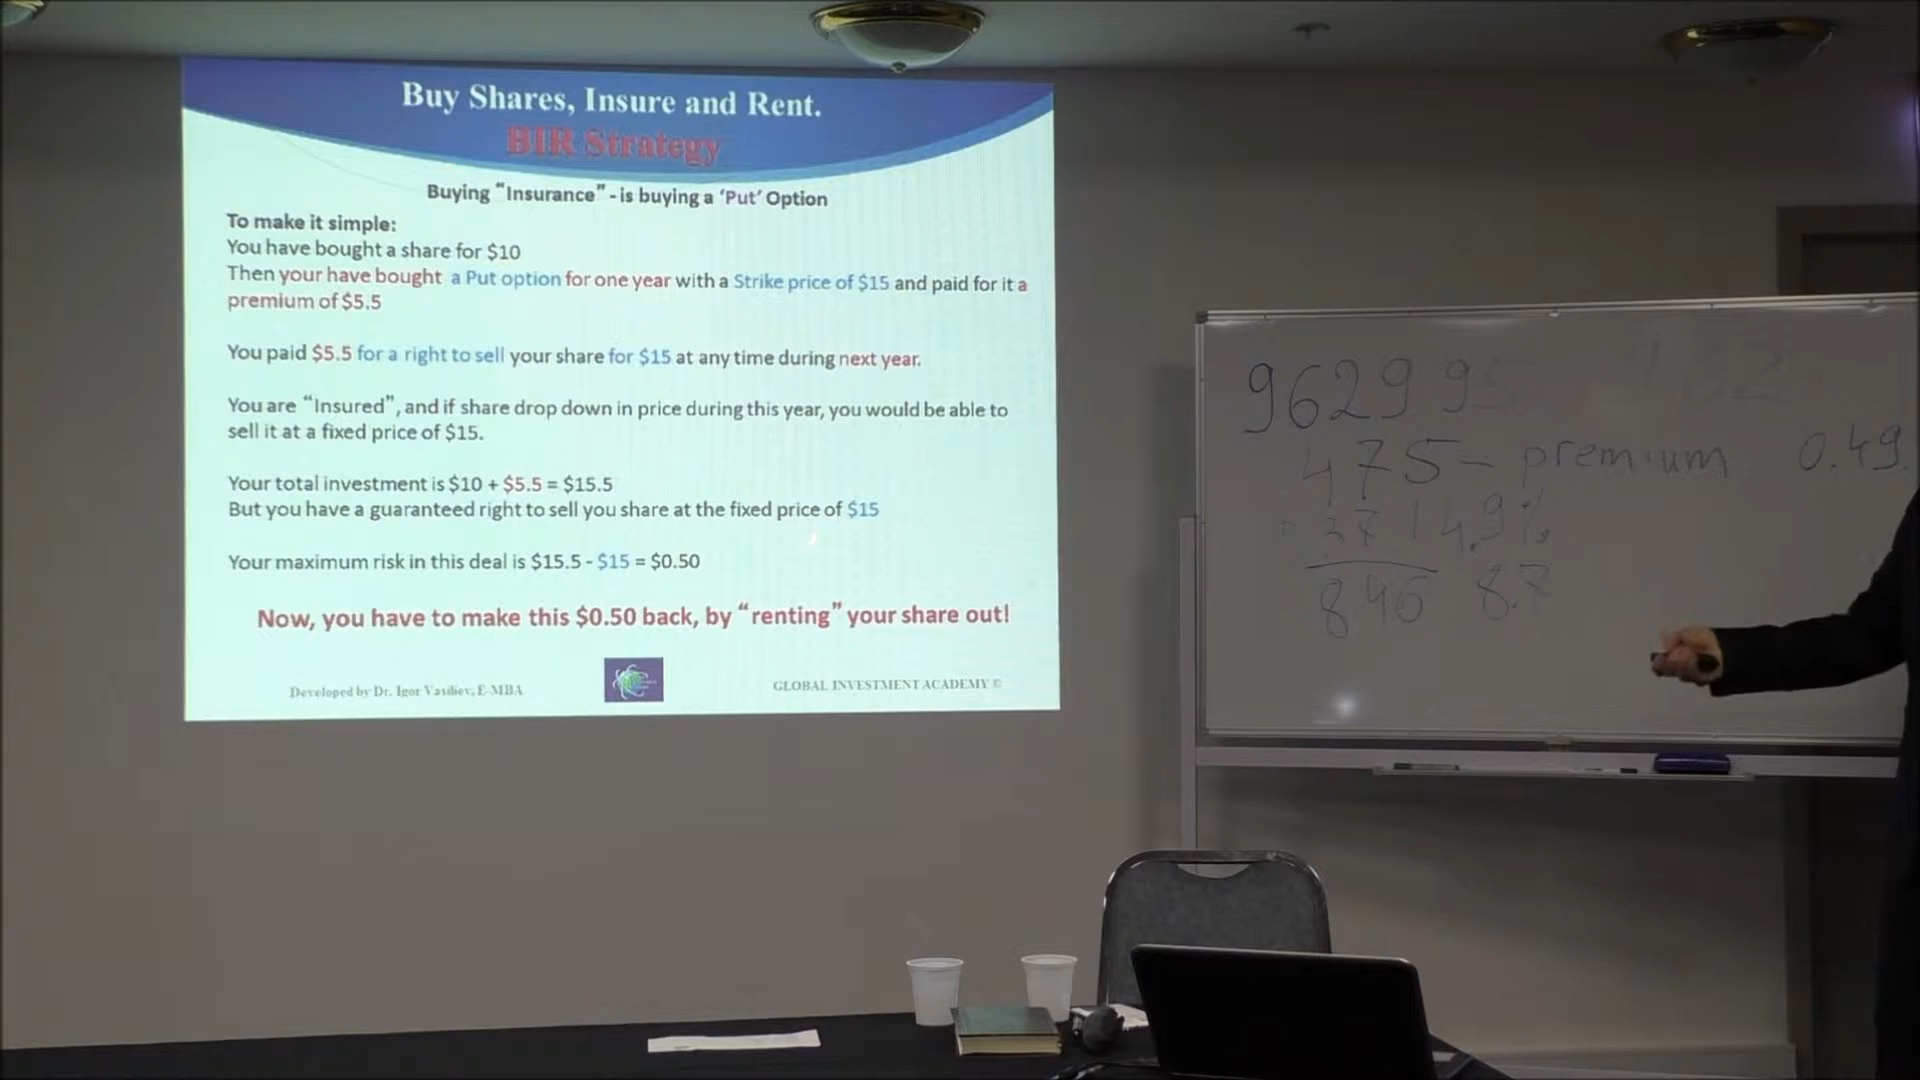 Buy Shares, Insure and Rent.
BIR Strategy
Buying “Insurance” - is buying a ‘Put’ Option
To make it simple:
You have bought a share for $10
Then your have bought a Put option for one year with a Strike price of $15 and paid for it a
premium of $5.5
You paid $5.5 for a right to sell your share for $15 at any time during next year.
You are “Insured”, and if share drop down in price during this year, you would be able to
sell it at a fixed price of $15.
Your total investment is $10 + $5.5 = $15.5
But you have a guaranteed right to sell you share at the fixed price of $15
Your maximum risk in this deal is $15.5 - $15 = $0.50
Now, you have to make this $0.50 back, by “renting” your share out!
Developed by Dr. Igor Vasiliev, E-MBA
GLOBAL INVESTMENT ACADEMY ©
9629 95
475 - premium 0.49
371 4.9%
846 8.7